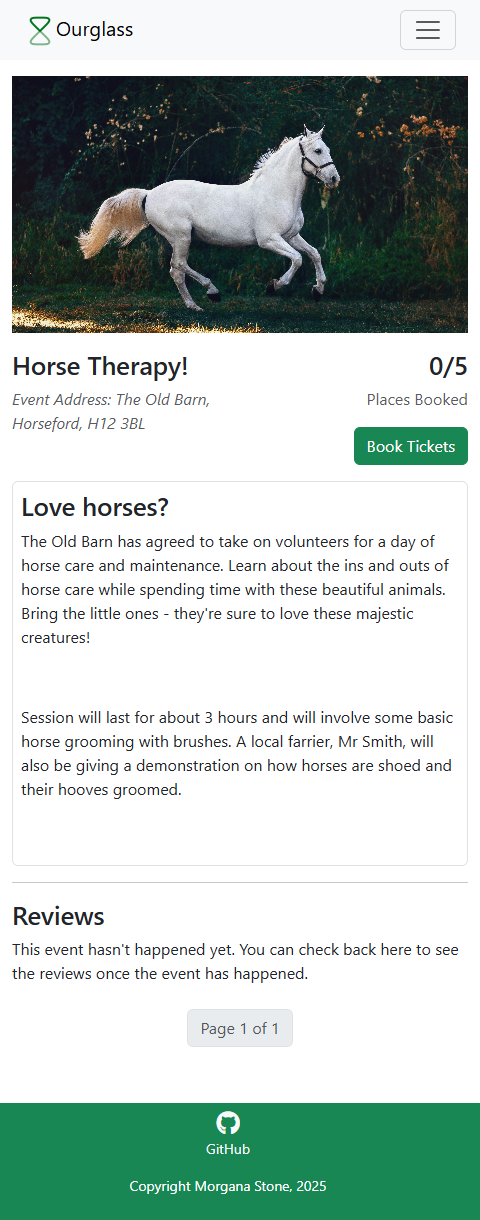 Ourglass
Horse Therapy!
0/5
Event Address: The Old Barn,
Horseford, H12 3BL
Places Booked
Book Tickets
Love horses?
The Old Barn has agreed to take on volunteers for a day of
horse care and maintenance. Learn about the ins and outs of
horse care while spending time with these beautiful animals.
Bring the little ones - they're sure to love these majestic
creatures!
Session will last for about 3 hours and will involve some basic
horse grooming with brushes. A local farrier, Mr Smith, will
also be giving a demonstration on how horses are shoed and
their hooves groomed.
Reviews
This event hasn't happened yet. You can check back here to see
the reviews once the event has happened.
Page 1 of 1
GitHub
Copyright Morgana Stone, 2025